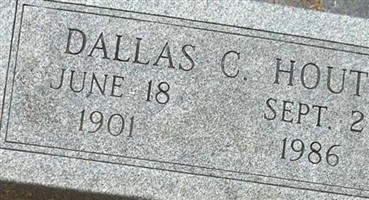 DALLAS C. HOUT
JUNE 18 SEPT. 2
1901 1986